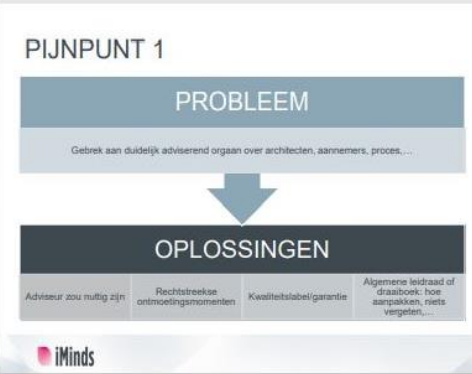 PIJNPUNT 1
PROBLEEM
Gebrek aan duidelijk adviserend orgaan over architecten, aannemers, proces,…
OPLOSSINGEN
Adviseur zou nuttig zijn
Rechtstreekse
ontmoetingsmomenten
Kwaliteitslabel/garantie
Algemene leidraad of
draaiboek: hoe
aanpakken, niets
vergeten,…
iMinds